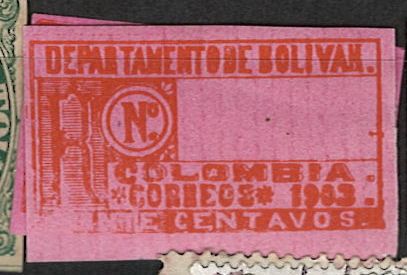 DEPARTAMENTO DE BOLIVAR.
R
Nº.
COLOMBIA.
*CORREOS* 1903.
CENTAVOS.